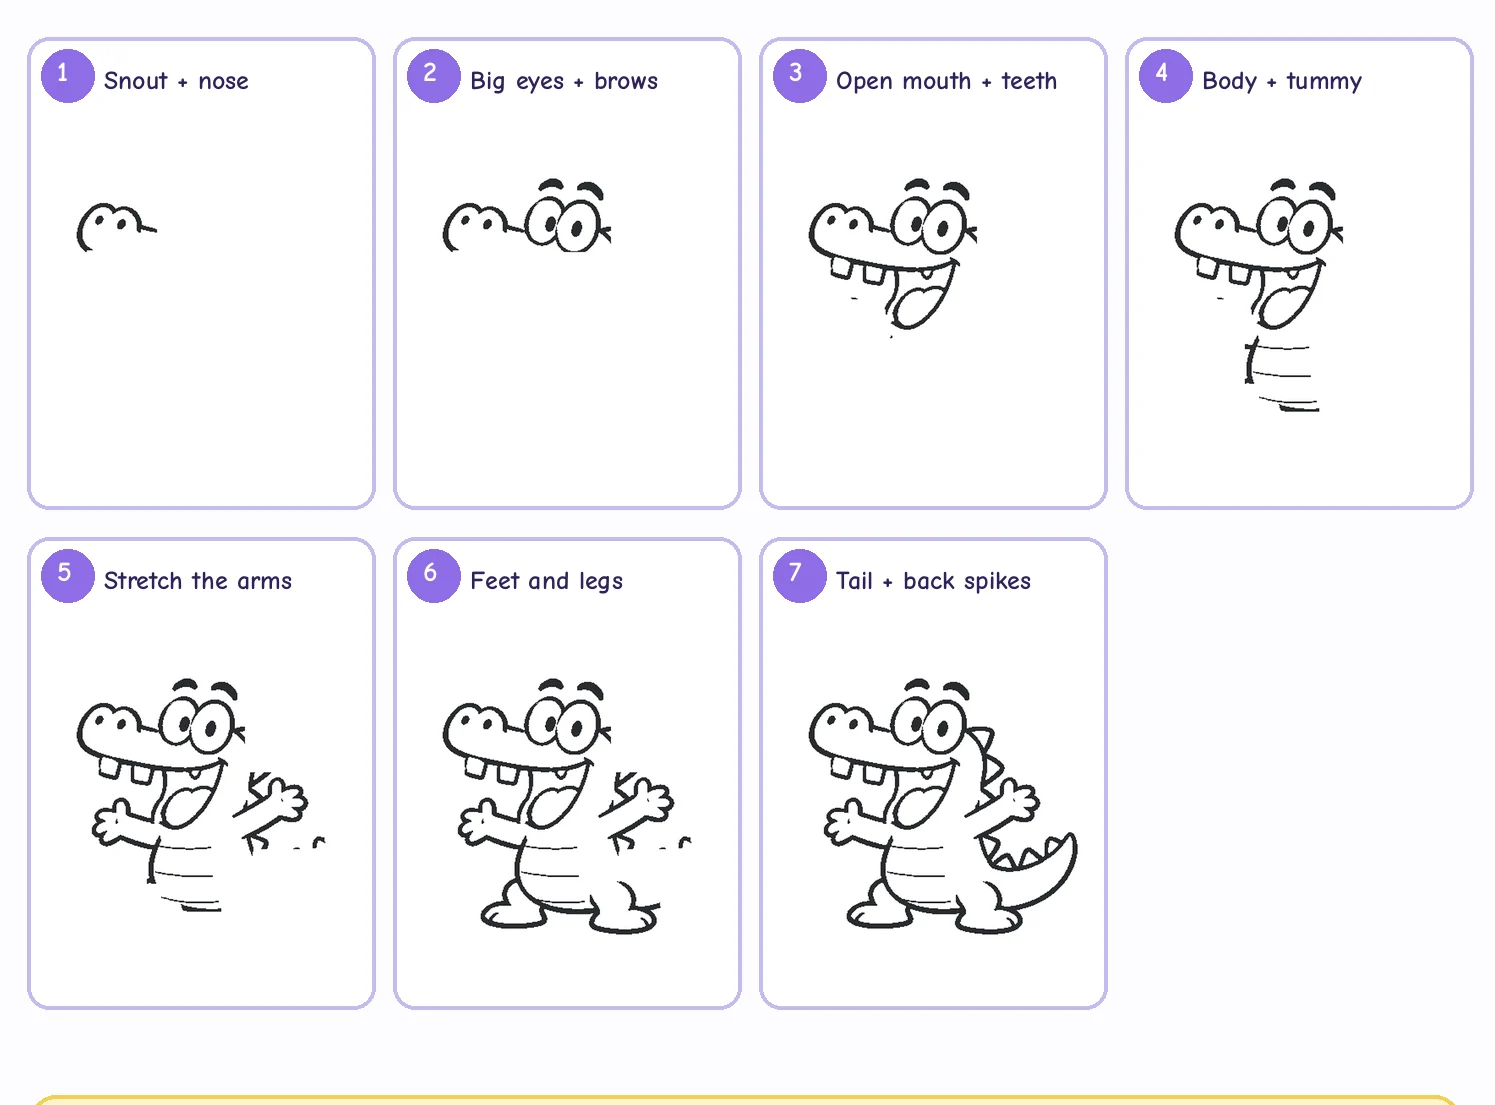 1 Snout + nose
2 Big eyes + brows
3 Open mouth + teeth
4 Body + tummy
5 Stretch the arms
6 Feet and legs
7 Tail + back spikes